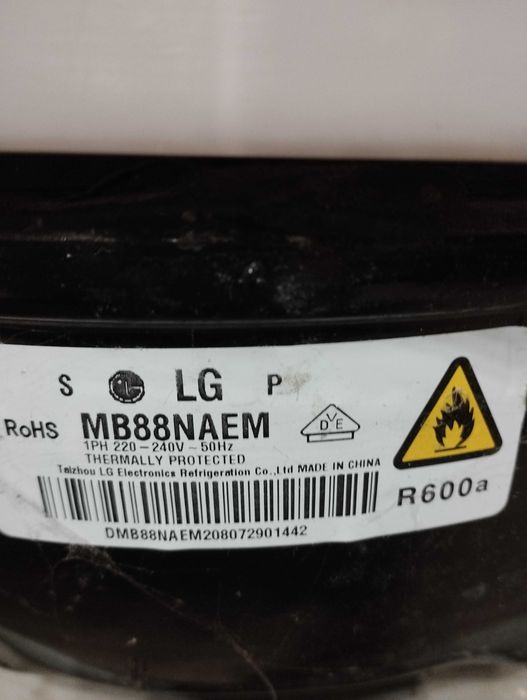 S LG P
RoHS MB88NAEM
1PH 220-240V ~ 50Hz
THERMALLY PROTECTED
Taizhou LG Electronics Refrigeration Co.,Ltd MADE IN CHINA
DMB88NAEM208072901442
DVE
R600a